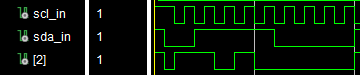 scl_in 1
sda_in 1
[2] 1